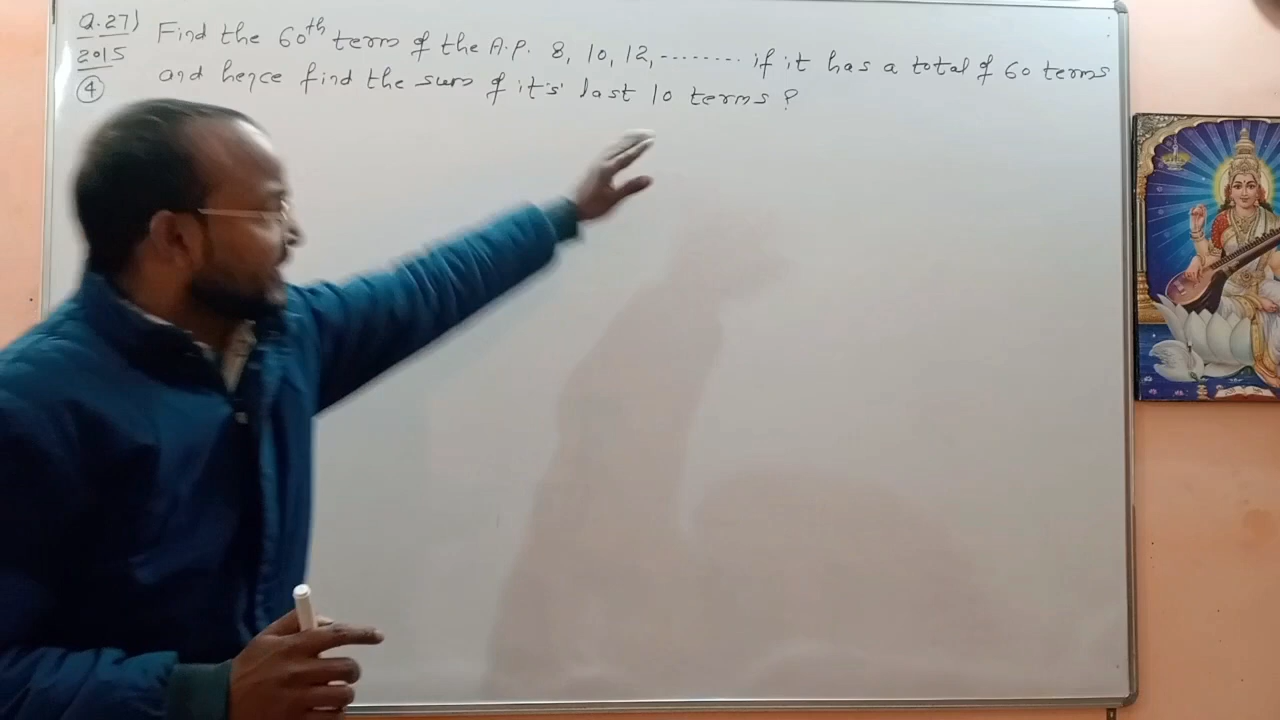 Q.27) Find the 60th term of the A.P. 8, 10, 12, -------- if it has a total of 60 terms
2015 and hence find the sum of it's last 10 terms ?
4